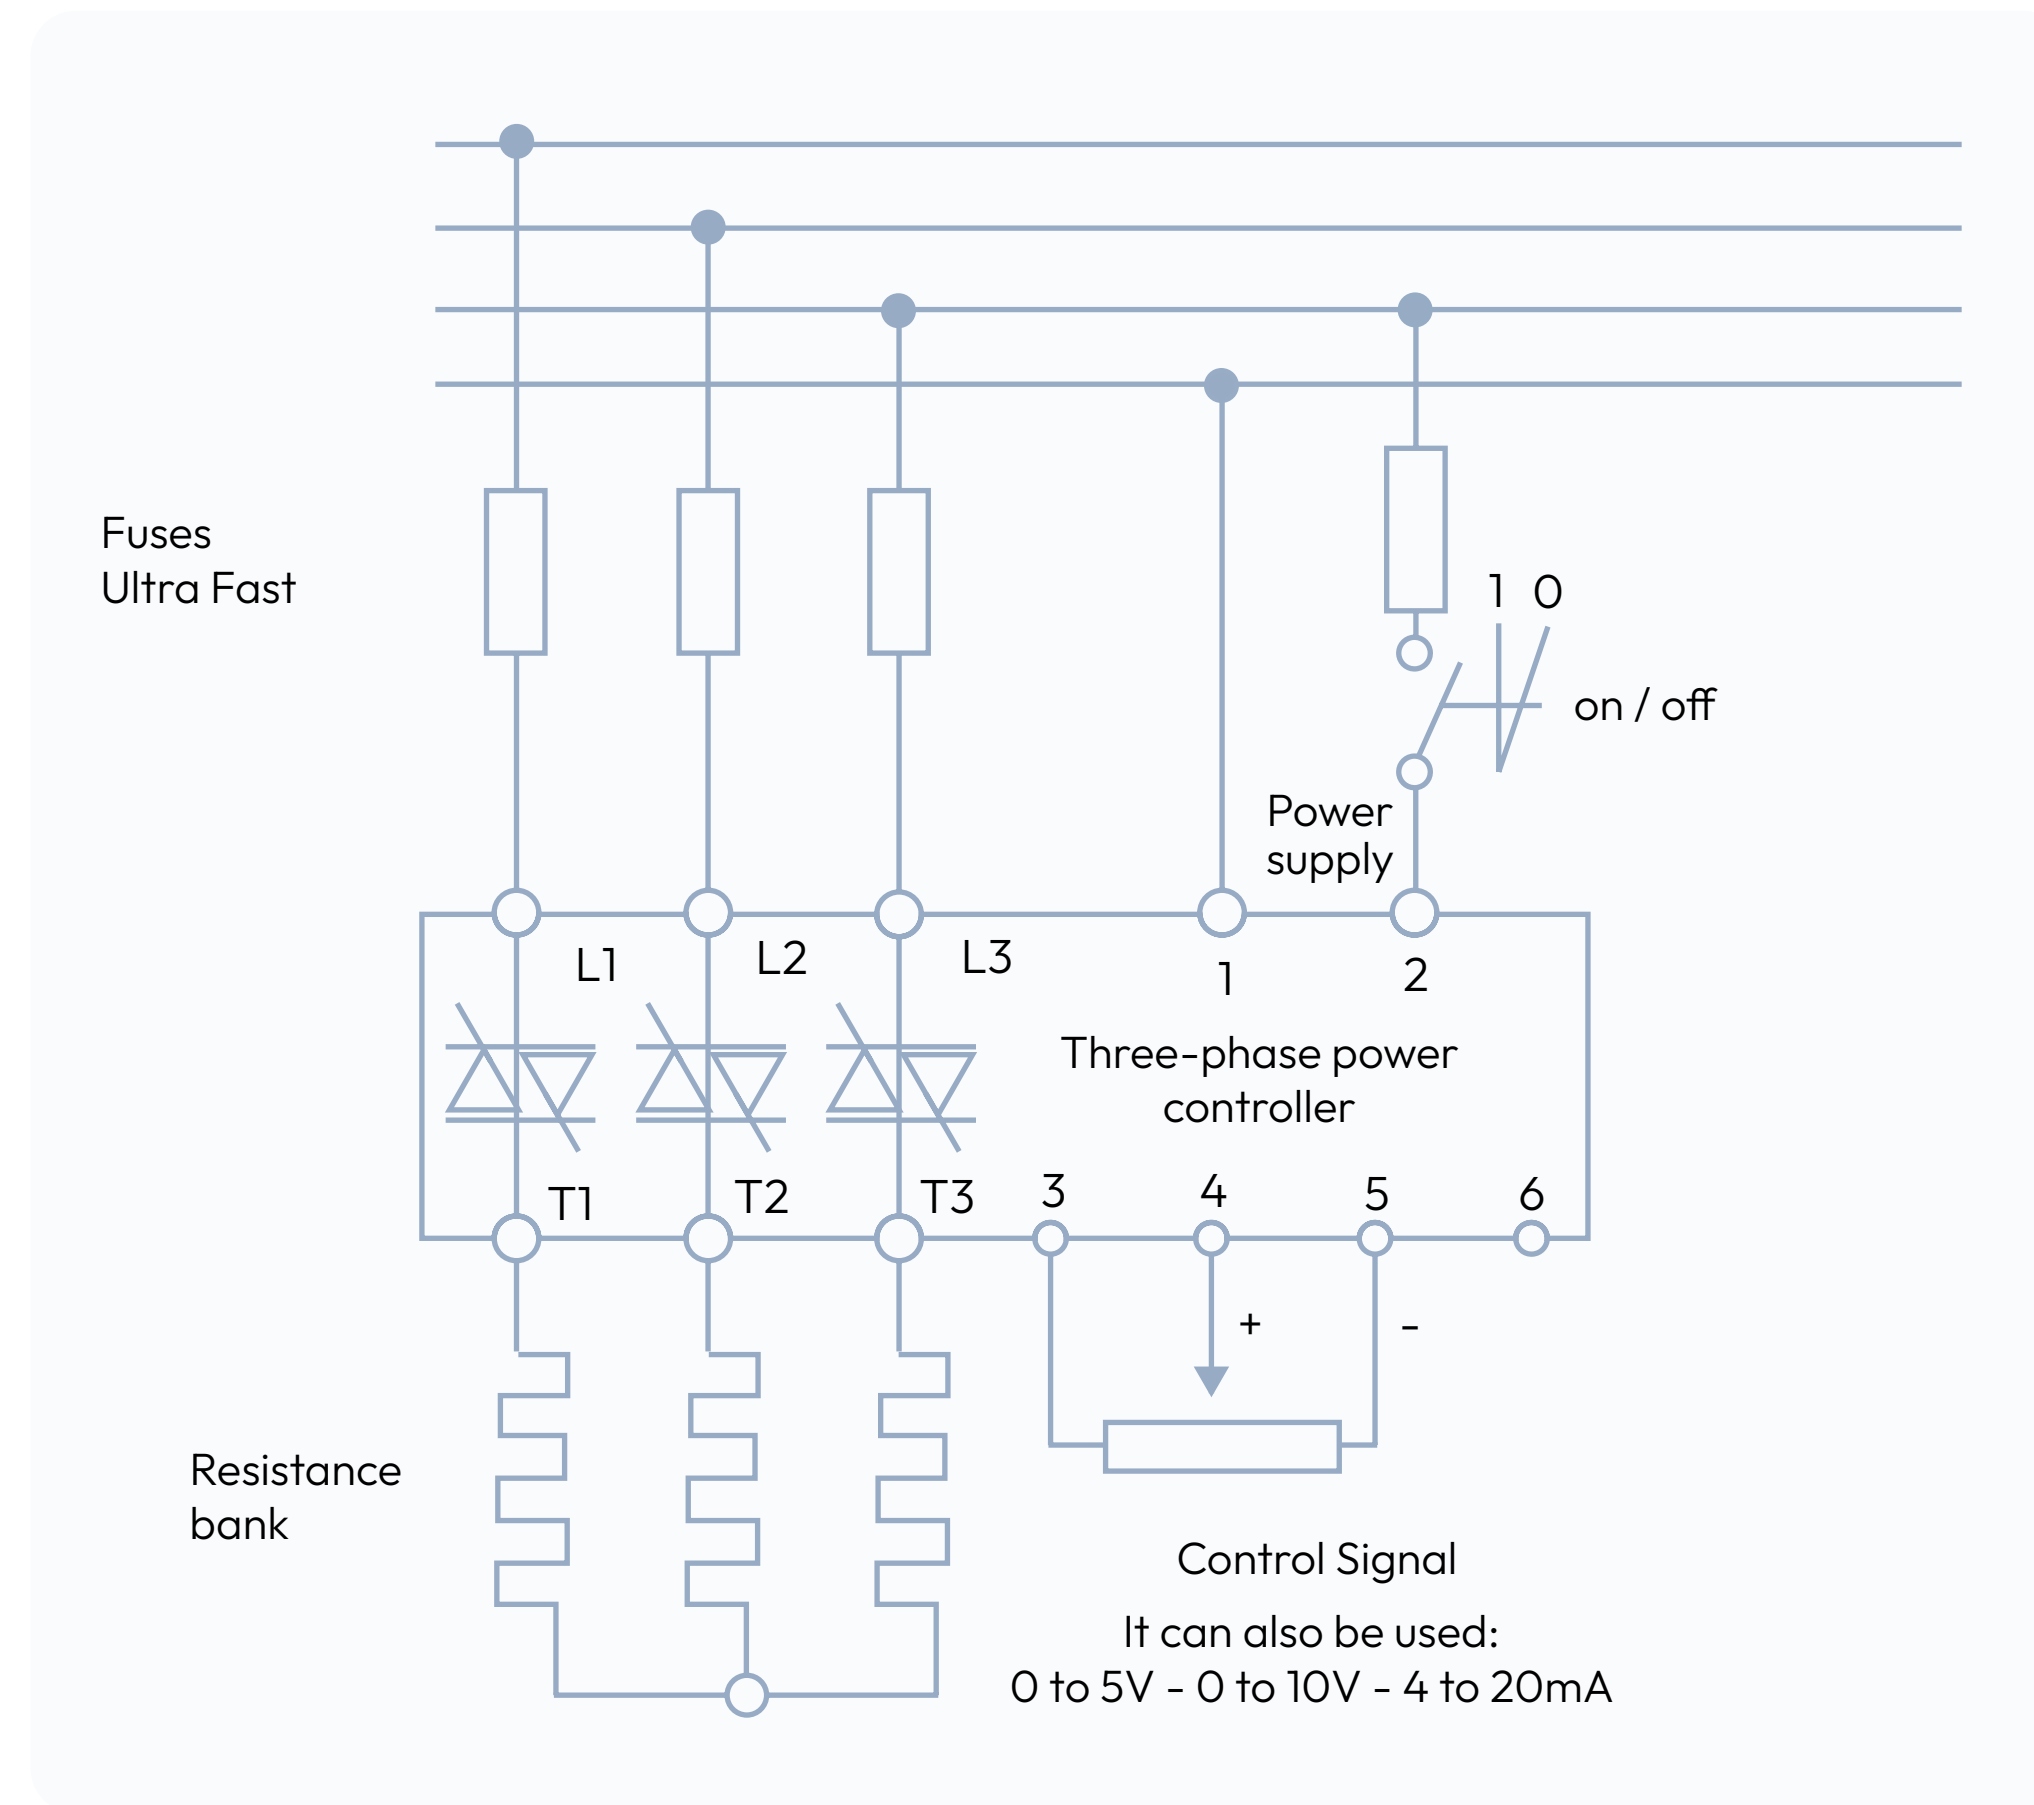 Fuses
Ultra Fast
1 0
on / off
Power
supply
L1
L2
L3
1
2
Three-phase power
controller
T1
T2
T3
3
4
5
6
+
-
Resistance
bank
Control Signal
It can also be used:
0 to 5V - 0 to 10V - 4 to 20mA